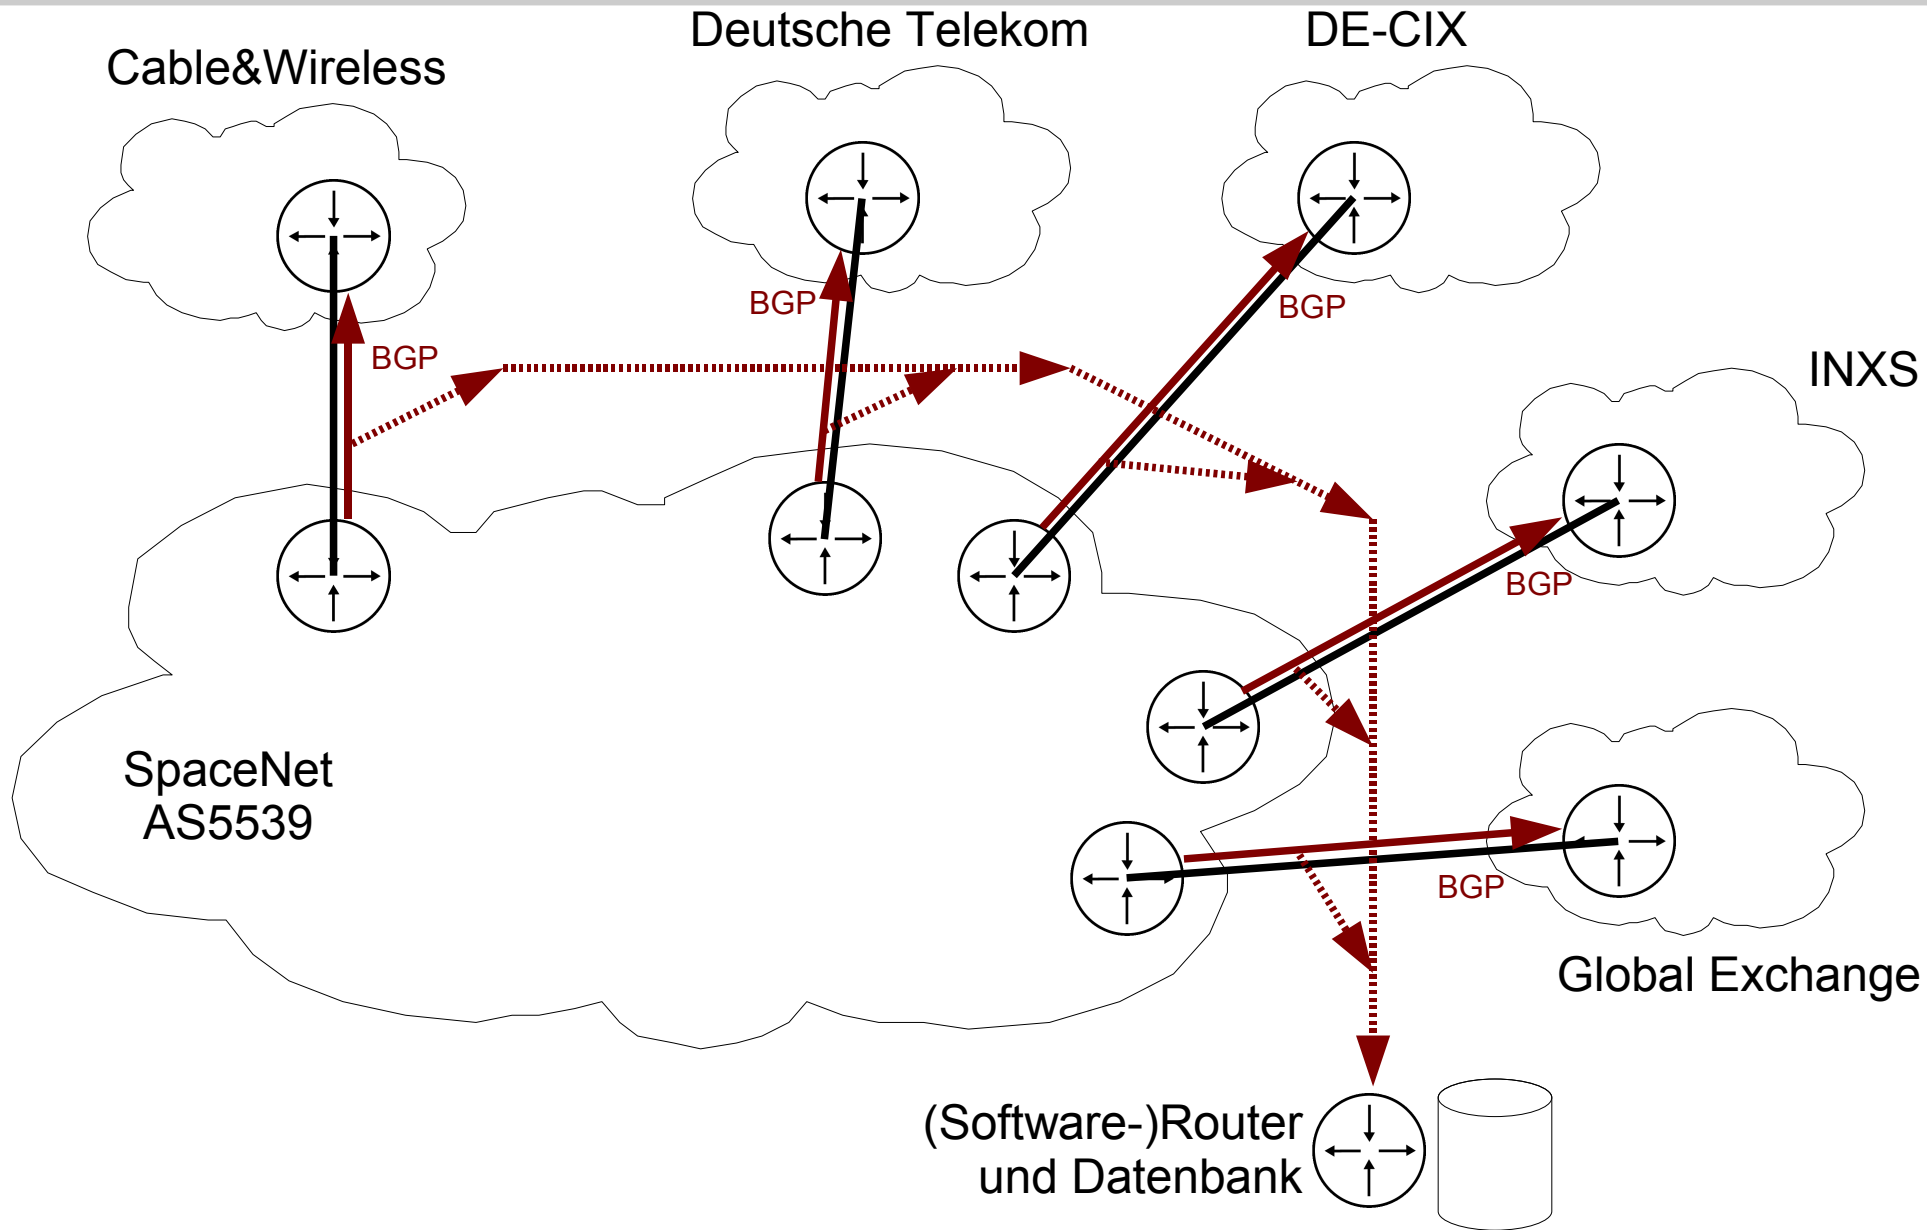 Deutsche Telekom
DE-CIX
Cable&Wireless
BGP
BGP
BGP
INXS
BGP
SpaceNet
AS5539
BGP
Global Exchange
(Software-)Router
und Datenbank